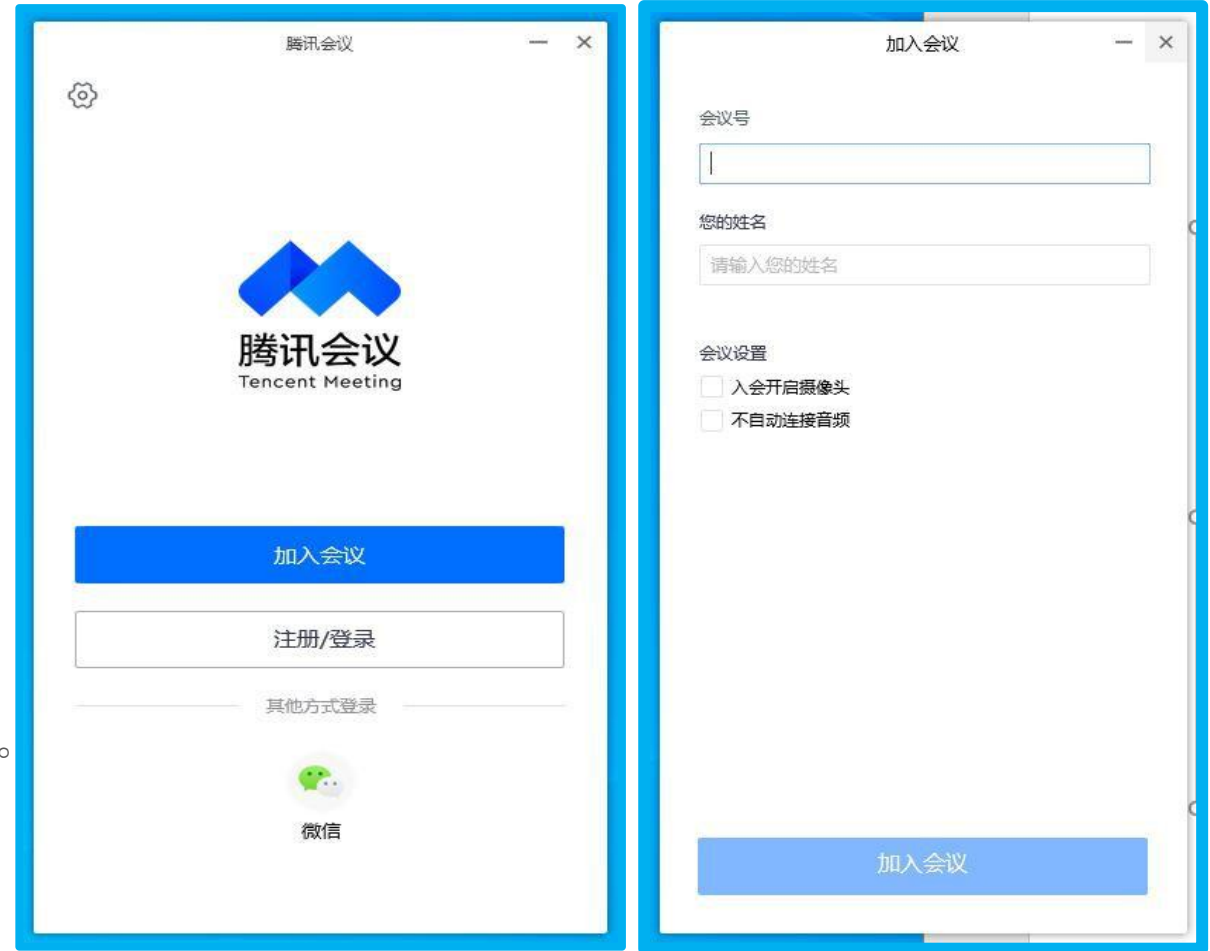 腾讯会议
腾讯会议
Tencent Meeting
加入会议
注册/登录
其他方式登录
微信
加入会议
会议号
您的姓名
请输入您的姓名
会议设置
入会开启摄像头
不自动连接音频
加入会议